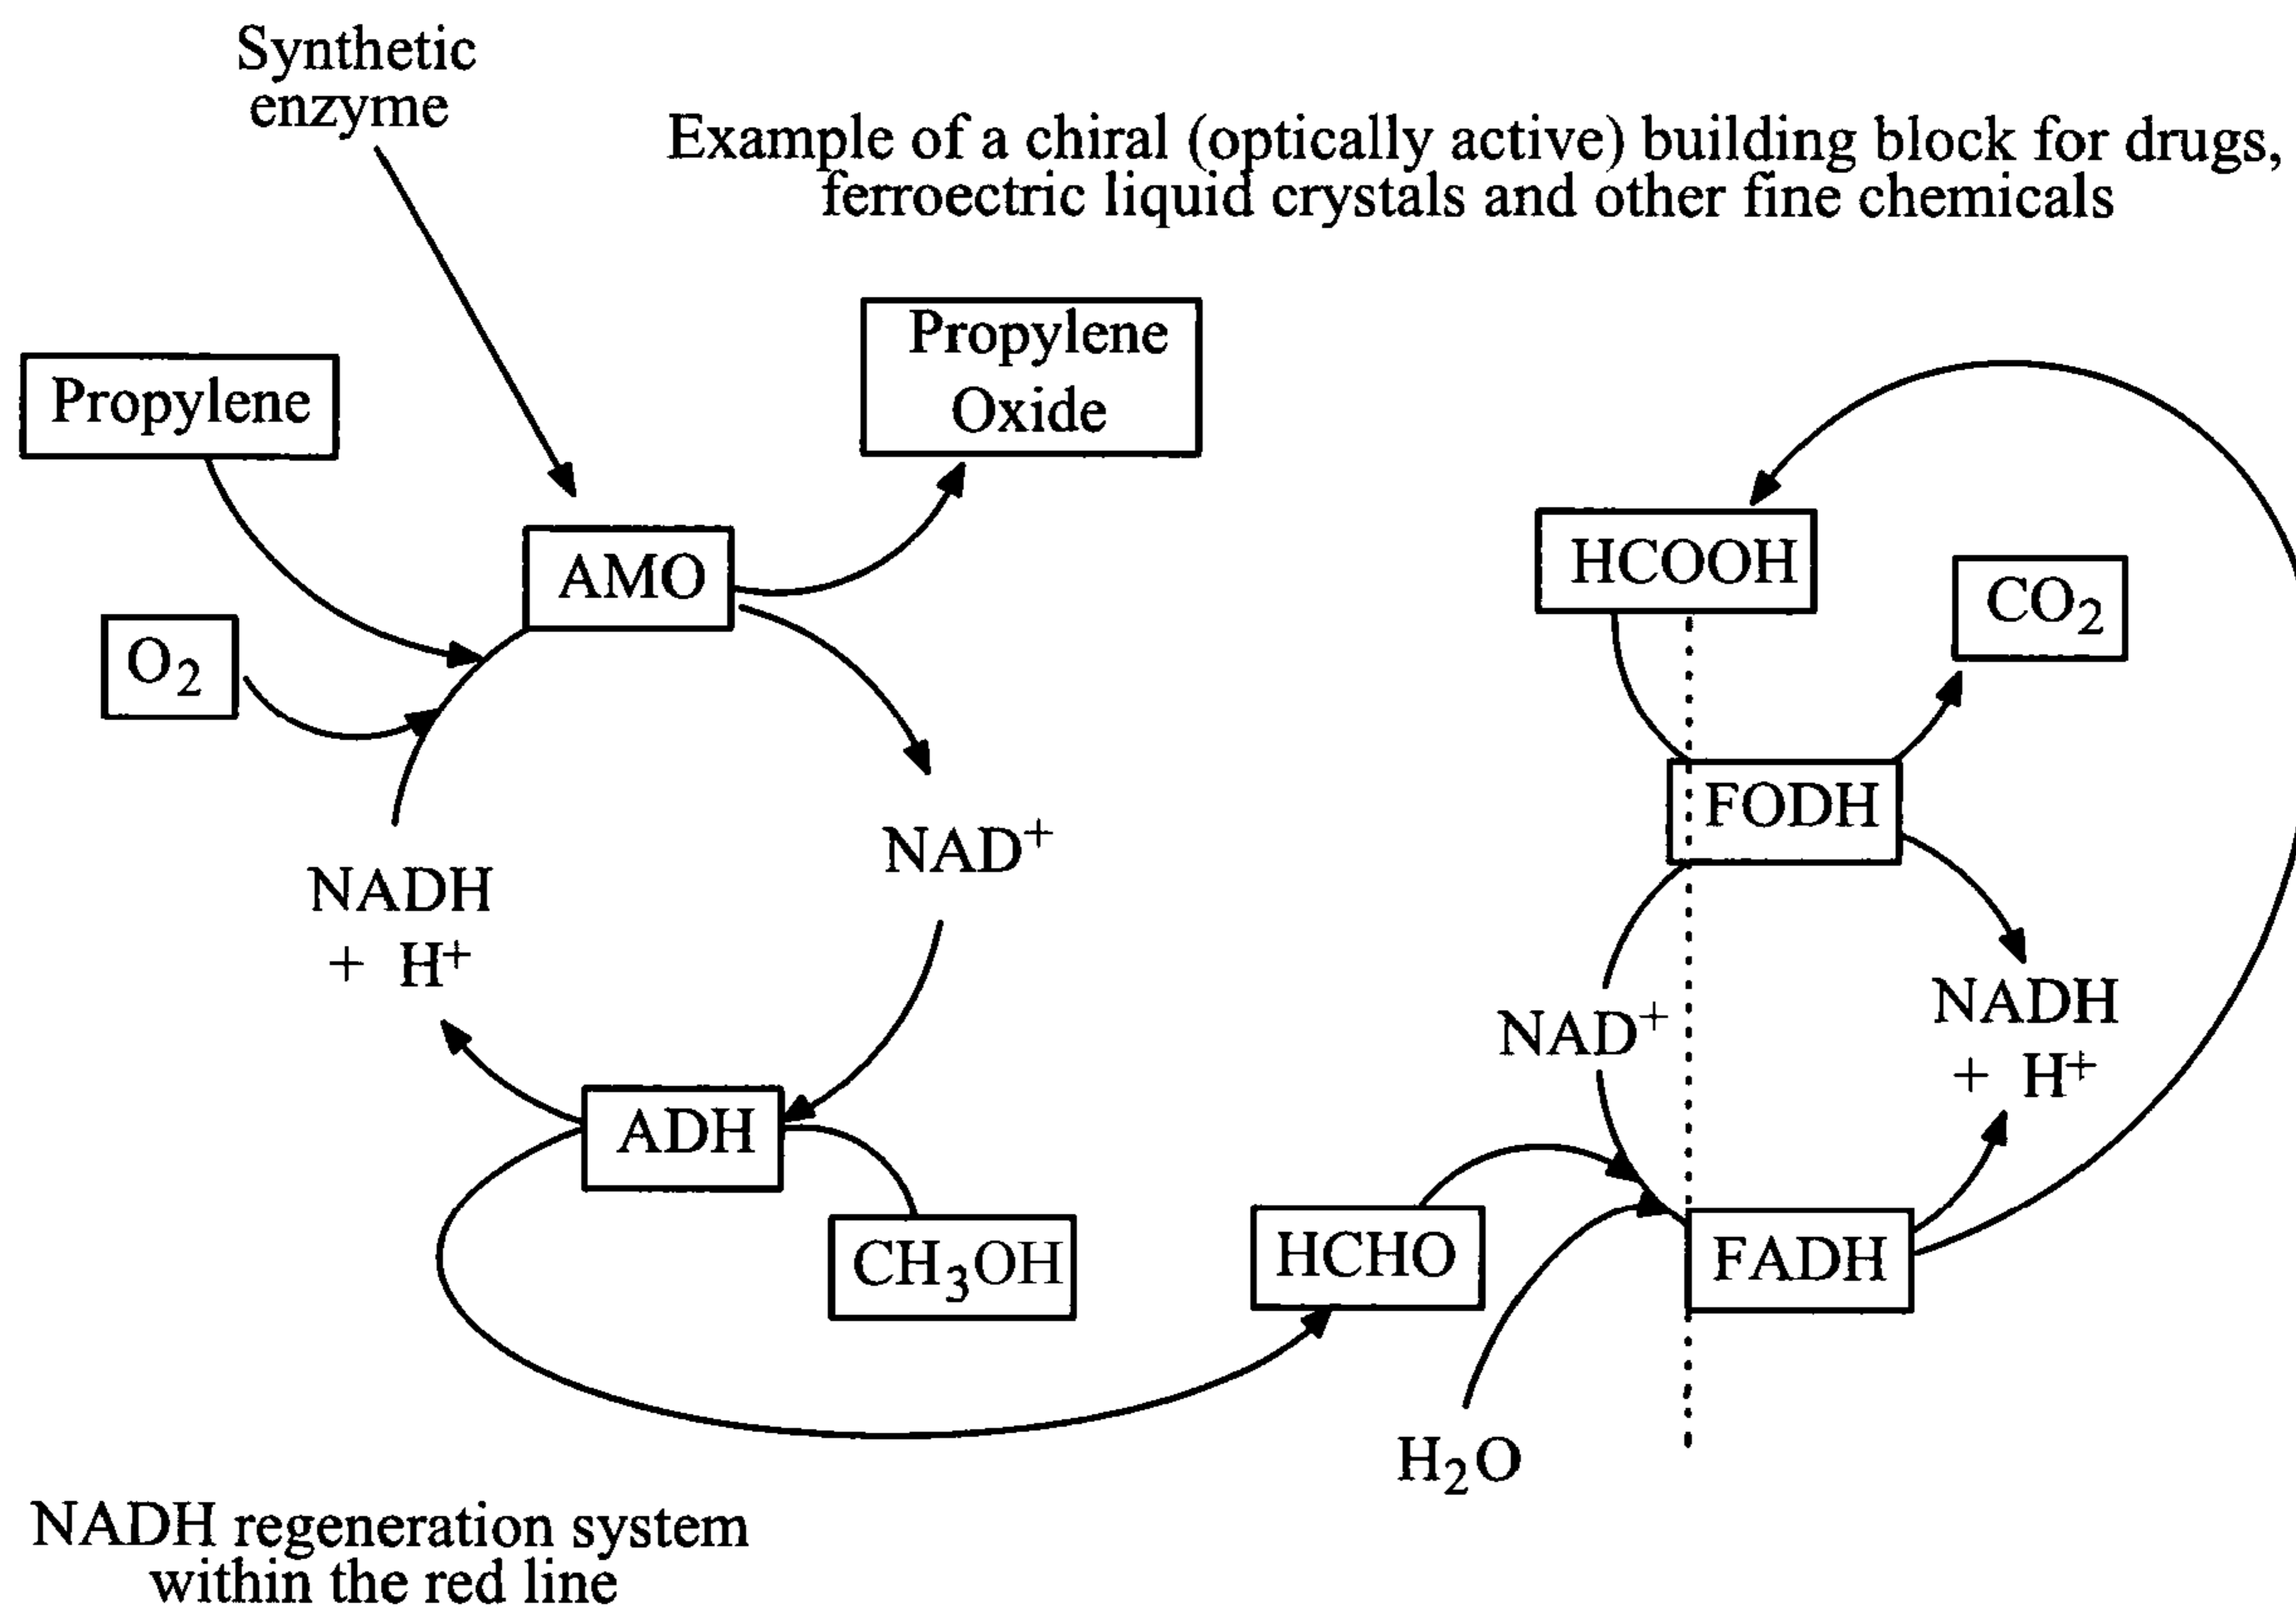 Synthetic
enzyme
Example of a chiral (optically active) building block for drugs,
ferroectric liquid crystals and other fine chemicals
Propylene
Oxide
Propylene
HCOOH
AMO
CO₂
O₂
FODH
NAD⁺
NADH
+ H⁺
NAD⁺
NADH
+ H⁺
ADH
CH₃OH
HCHO
FADH
H₂O
NADH regeneration system
within the red line